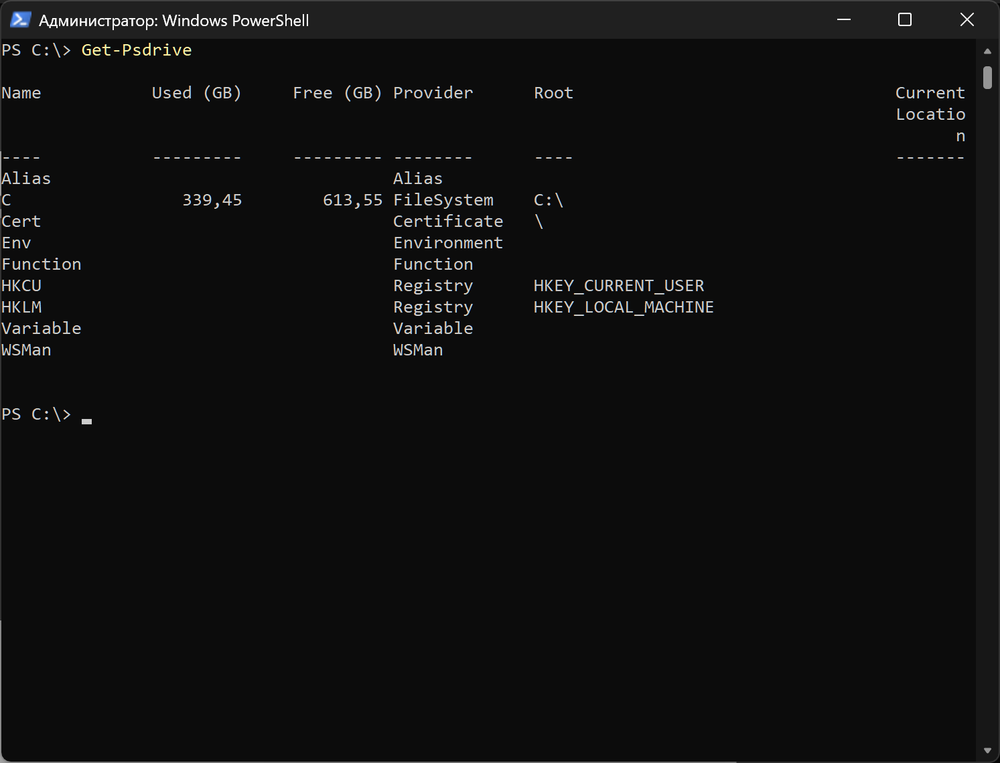 Администратор: Windows PowerShell
PS C:\> Get-Psdrive
Name           Used (GB)     Free (GB) Provider      Root                                Current
                                                                                         Locatio
                                                                                               n
----           ---------     --------- --------      ----                                -------
Alias                                  Alias
C                 339,45        613,55 FileSystem    C:\
Cert                                   Certificate   \
Env                                    Environment
Function                               Function
HKCU                                   Registry      HKEY_CURRENT_USER
HKLM                                   Registry      HKEY_LOCAL_MACHINE
Variable                               Variable
WSMan                                  WSMan
PS C:\>